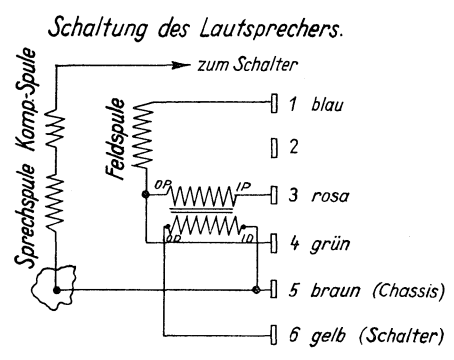 Schaltung des Lautsprechers.
zum Schalter
Komp.-Spule
Sprechspule
Feldspule
1 blau
2
OP
IP
3 rosa
OD
ID
4 grün
5 braun (Chassis)
6 gelb (Schalter)